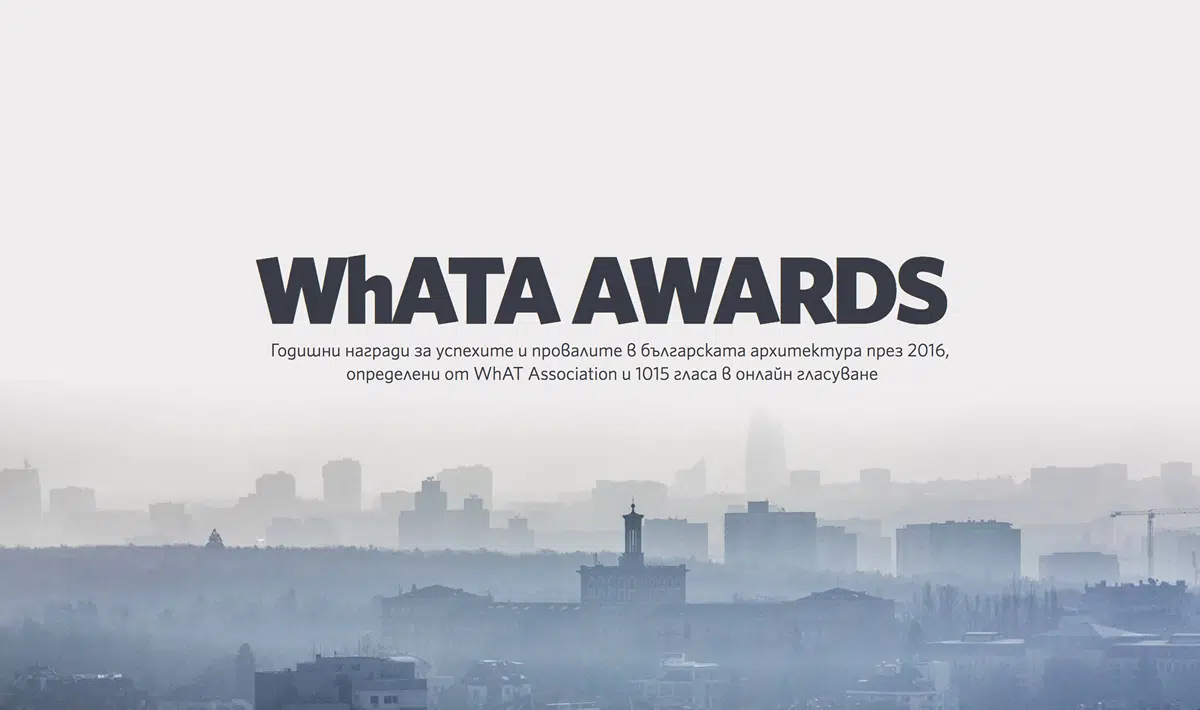 WhATA AWARDS
Годишни награди за успехите и провалите в българската архитектура през 2016,
определени от WhAT Association и 1015 гласа в онлайн гласуване